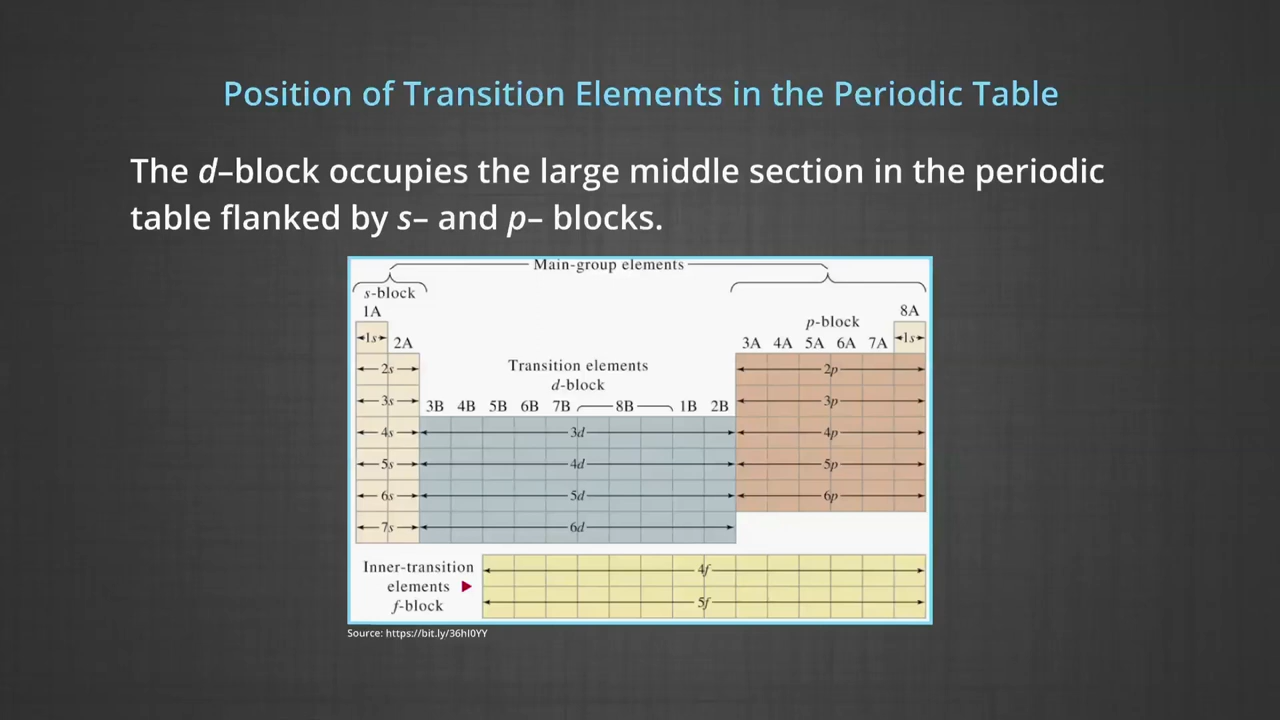 Position of Transition Elements in the Periodic Table
The d–block occupies the large middle section in the periodic
table flanked by s– and p– blocks.
Main-group elements
s-block
1A
8A
p-block
1s
2A
3A 4A 5A 6A 7A
1s
Transition elements
d-block
2s
2p
3s
3B 4B 5B 6B 7B 8B 1B 2B
3p
4s
3d
4p
5s
4d
5p
6s
5d
6p
7s
6d
Inner-transition
elements
f-block
4f
5f
Source: https://bit.ly/36hI0YY